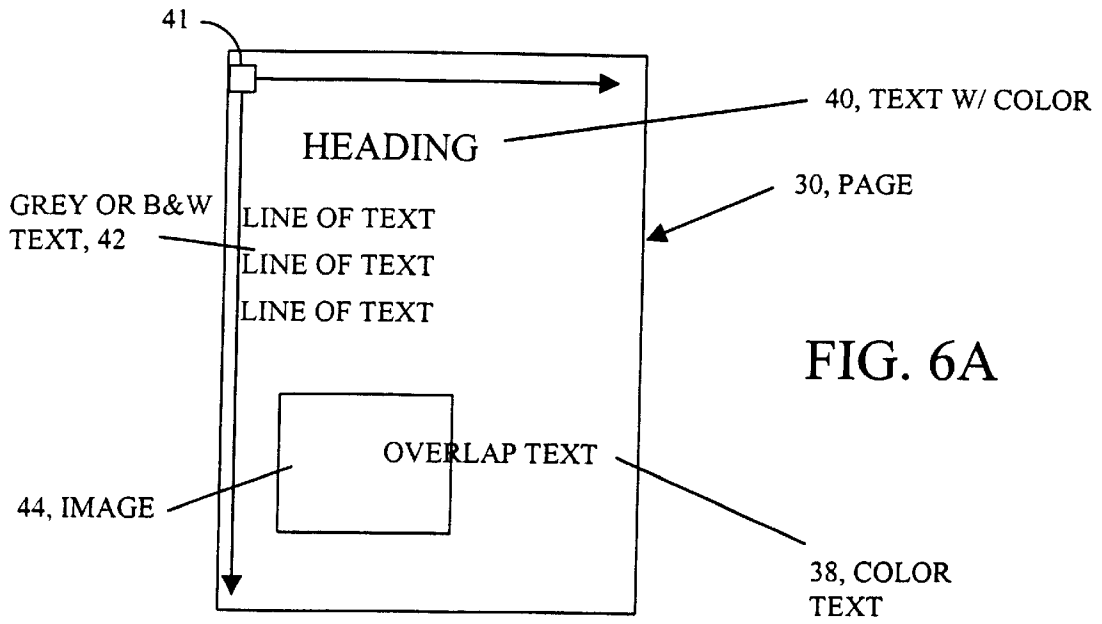 41
40, TEXT W/ COLOR
HEADING
30, PAGE
GREY OR B&W
TEXT, 42
LINE OF TEXT
LINE OF TEXT
LINE OF TEXT
FIG. 6A
OVERLAP TEXT
44, IMAGE
38, COLOR
TEXT